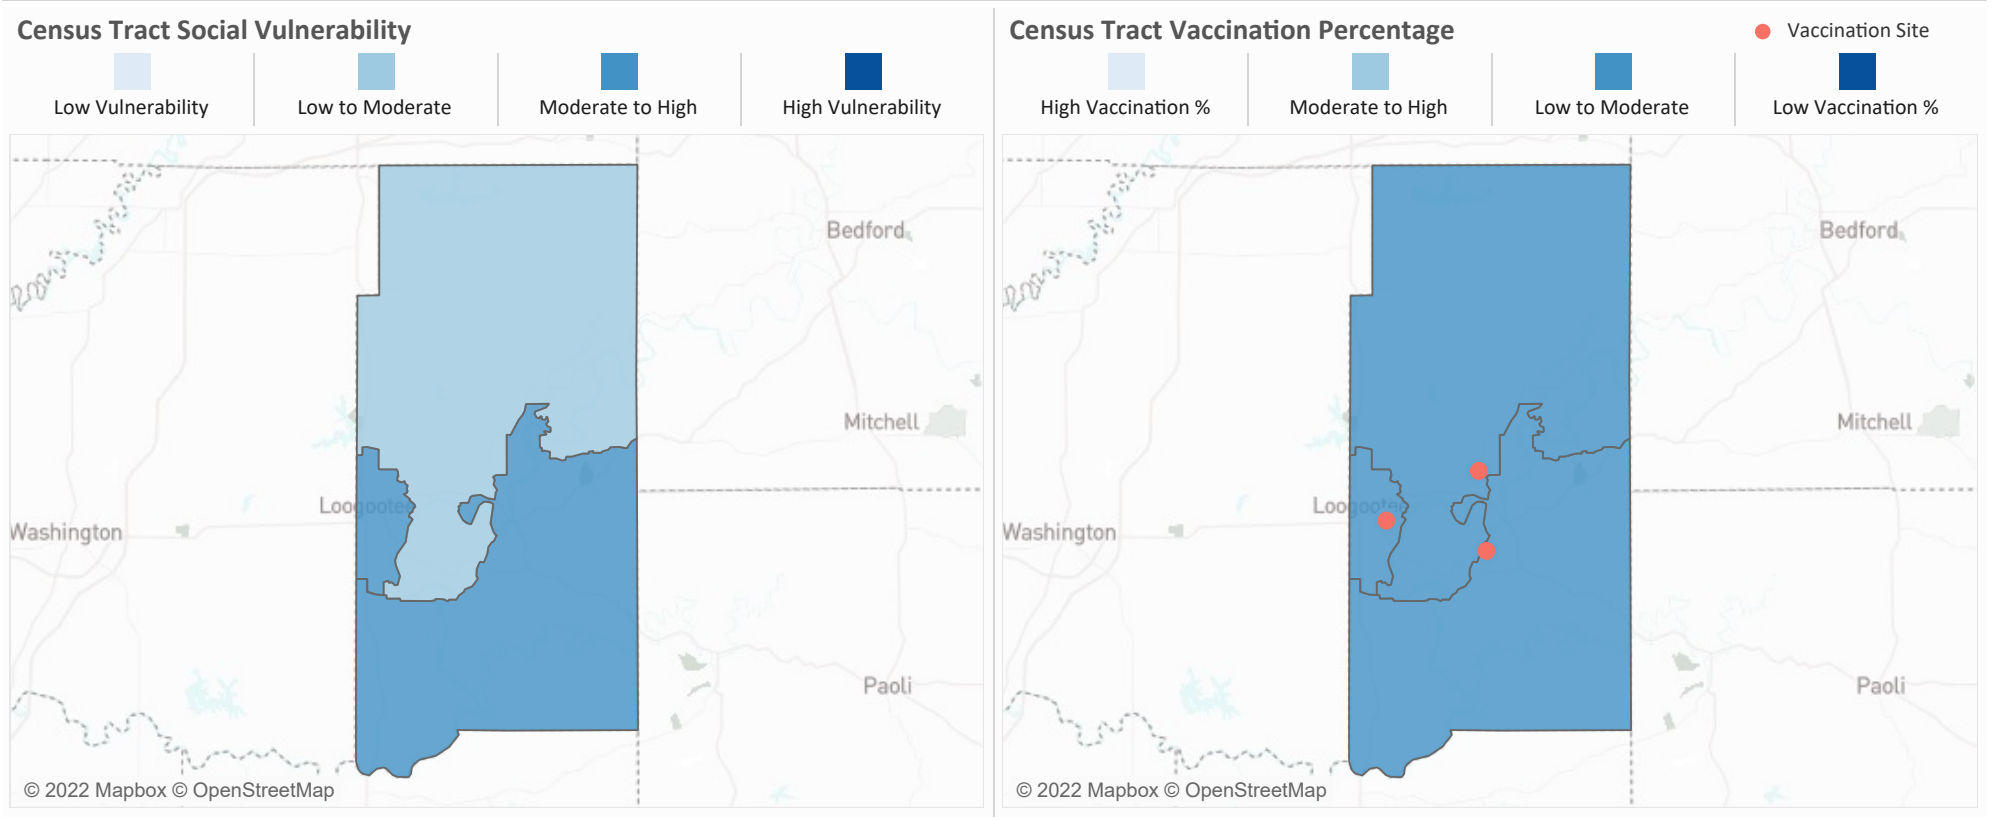 Census Tract Social Vulnerability
Low Vulnerability
Low to Moderate
Moderate to High
High Vulnerability
Bedford
Mitchell
Loogootee
Washington
Paoli
© 2022 Mapbox © OpenStreetMap
Census Tract Vaccination Percentage
Vaccination Site
High Vaccination %
Moderate to High
Low to Moderate
Low Vaccination %
Bedford
Mitchell
Loogootee
Washington
Paoli
© 2022 Mapbox © OpenStreetMap